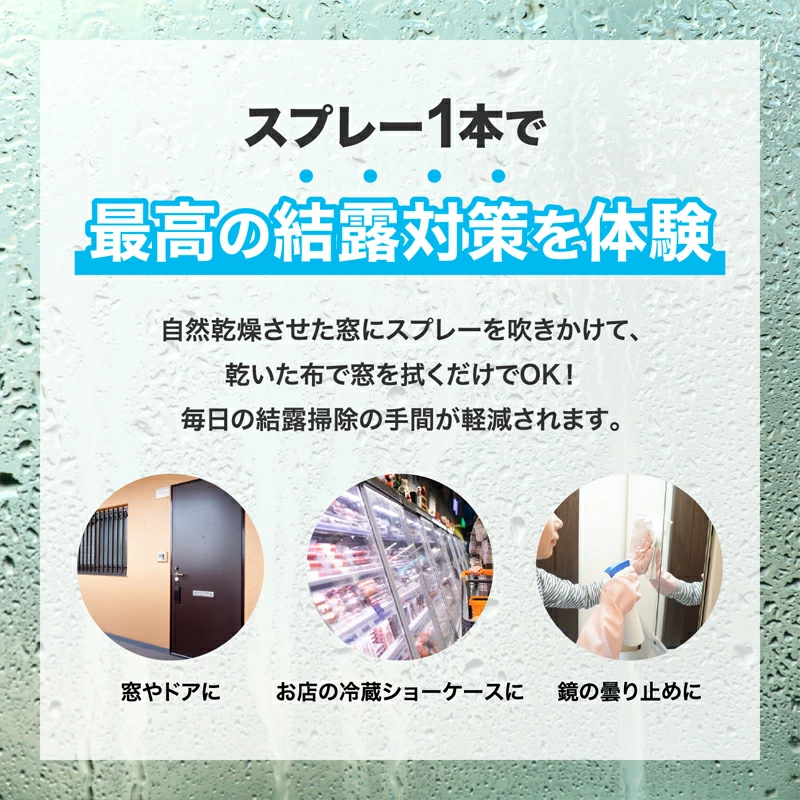 スプレー1本で
最高の結露対策を体験
自然乾燥させた窓にスプレーを吹きかけて、
乾いた布で窓を拭くだけでOK！
毎日の結露掃除の手間が軽減されます。
窓やドアに
お店の冷蔵ショーケースに
鏡の曇り止めに